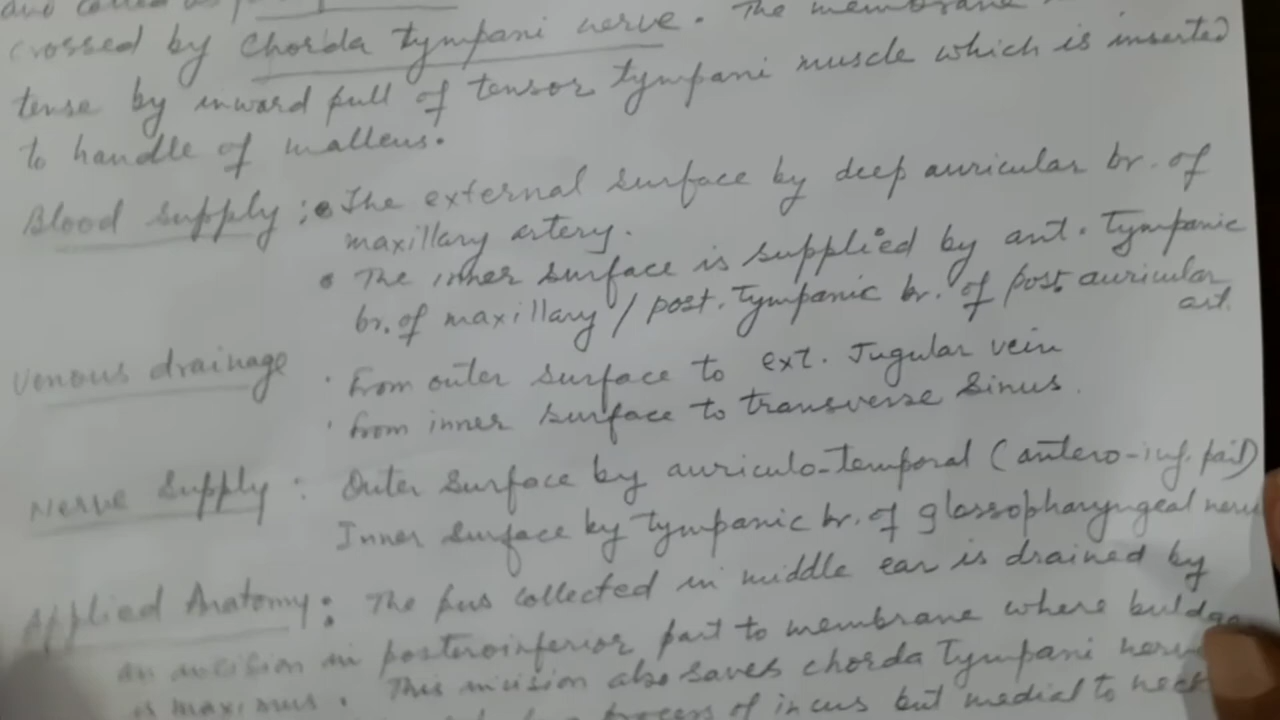 and called as
crossed by Chorda tympani nerve. The membrane
tense by inward pull of tensor tympani muscle which is inserted
to handle of malleus.
Blood supply : • The external surface by deep auricular br. of
maxillary artery.
• The inner surface is supplied by ant. Tympanic
br. of maxillary / post. Tympanic br. of post. auricular
art.
Venous drainage · From outer surface to ext. Jugular vein
· From inner surface to transverse sinus.
Nerve Supply : Outer surface by auriculo-temporal (antero-inf. part)
Inner surface by tympanic br. of glossopharyngeal nerve
Applied Anatomy : The pus collected in middle ear is drained by
an incision in posteroinferior part to membrane where
is maximus. This incision also saves chorda tympani nerve
process of incus but medial to neck